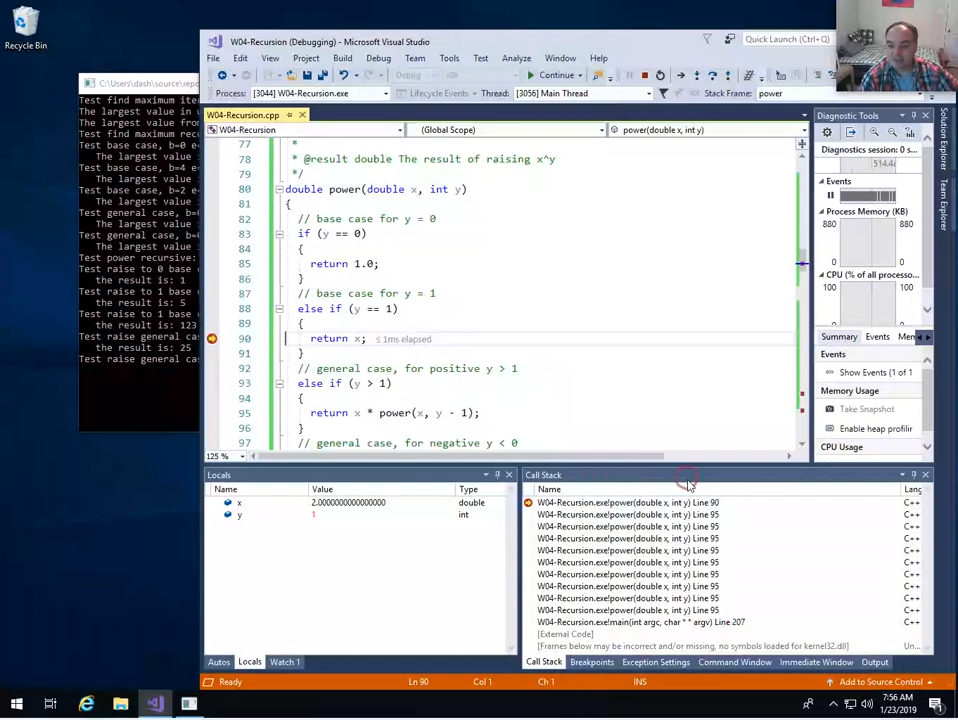 Recycle Bin
C:\Users\dash\source\repo
Test find maximum ite
The largest value in v
The largest value from
Test find maximum recu
Test base case, b=0 e
The largest value i
Test base case, b=4 e
The largest value i
Test base case, b=2 e
The largest value i
Test general case, b=
The largest value i
Test power recursive:
Test raise to 0 base c
the result is: 1
Test raise to 1 base c
the result is: 5
Test raise to 1 base c
the result is: 123
Test raise general cas
the result is: 25
Test raise general cas
W04-Recursion (Debugging) - Microsoft Visual Studio
Quick Launch (Ctrl+Q)
File Edit View Project Build Debug Team Tools Test Analyze Window Help
Debug Continue
Process: [3044] W04-Recursion.exe Lifecycle Events Thread: [3056] Main Thread Stack Frame: power
W04-Recursion.cpp
W04-Recursion (Global Scope) power(double x, int y)
77 *
78 * @result double The result of raising x^y
79 */
80 double power(double x, int y)
81 {
82 // base case for y = 0
83 if (y == 0)
84 {
85 return 1.0;
86 }
87 // base case for y = 1
88 else if (y == 1)
89 {
90 return x; ≤ 1ms elapsed
91 }
92 // general case, for positive y > 1
93 else if (y > 1)
94 {
95 return x * power(x, y - 1);
96 }
97 // general case, for negative y < 0
125 %
Diagnostic Tools
Diagnostics session: 0 s...
514.4
Events
Process Memory (KB)
880 880
0 0
CPU (% of all processo...
100 100
0 0
Summary Events Mem
Events
Show Events (1 of 1
Memory Usage
Take Snapshot
Enable heap profilir
CPU Usage
Solution Explorer
Team Explorer
Locals
Name Value Type
x 2.0000000000000000 double
y 1 int
Autos Locals Watch 1
Call Stack
Name Lang
W04-Recursion.exe!power(double x, int y) Line 90 C++
W04-Recursion.exe!power(double x, int y) Line 95 C++
W04-Recursion.exe!power(double x, int y) Line 95 C++
W04-Recursion.exe!power(double x, int y) Line 95 C++
W04-Recursion.exe!power(double x, int y) Line 95 C++
W04-Recursion.exe!power(double x, int y) Line 95 C++
W04-Recursion.exe!power(double x, int y) Line 95 C++
W04-Recursion.exe!power(double x, int y) Line 95 C++
W04-Recursion.exe!power(double x, int y) Line 95 C++
W04-Recursion.exe!power(double x, int y) Line 95 C++
W04-Recursion.exe!main(int argc, char * * argv) Line 207 C++
[External Code]
[Frames below may be incorrect and/or missing, no symbols loaded for kernel32.dll] Un...
Call Stack Breakpoints Exception Settings Command Window Immediate Window Output
Ready Ln 90 Col 1 Ch 1 INS Add to Source Control
7:56 AM
1/23/2019